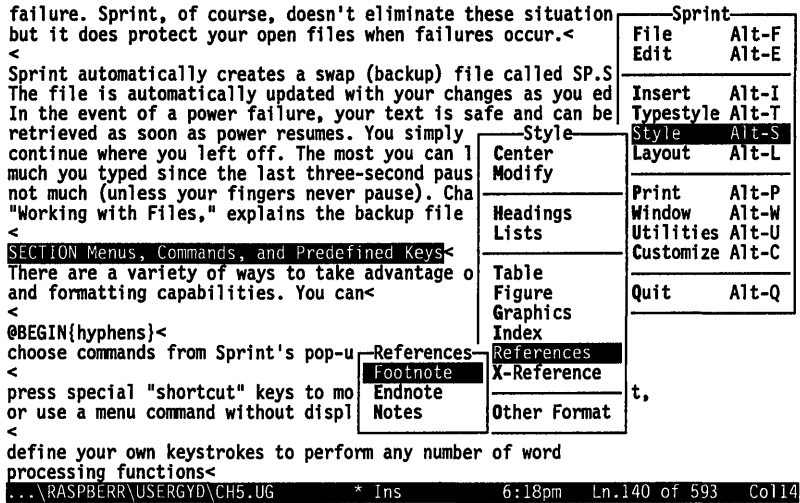 failure. Sprint, of course, doesn't eliminate these situation
but it does protect your open files when failures occur.<
<
Sprint automatically creates a swap (backup) file called SP.S
The file is automatically updated with your changes as you ed
In the event of a power failure, your text is safe and can be
retrieved as soon as power resumes. You simply
continue where you left off. The most you can l
much you typed since the last three-second paus
not much (unless your fingers never pause). Cha
"Working with Files," explains the backup file
<
SECTION Menus, Commands, and Predefined Keys<
There are a variety of ways to take advantage o
and formatting capabilities. You can<
<
@BEGIN{hyphens}<
choose commands from Sprint's pop-u
<
press special "shortcut" keys to mo
t,
or use a menu command without displ
<
define your own keystrokes to perform any number of word
processing functions<
Sprint
File Alt-F
Edit Alt-E
Insert Alt-I
Typestyle Alt-T
Style Alt-S
Layout Alt-L
Print Alt-P
Window Alt-W
Utilities Alt-U
Customize Alt-C
Quit Alt-Q
Style
Center
Modify
Headings
Lists
Table
Figure
Graphics
Index
References
X-Reference
Other Format
References
Footnote
Endnote
Notes
...\RASPBERR\USERGYD\CH5.UG * Ins 6:18pm Ln.140 of 593 Col14